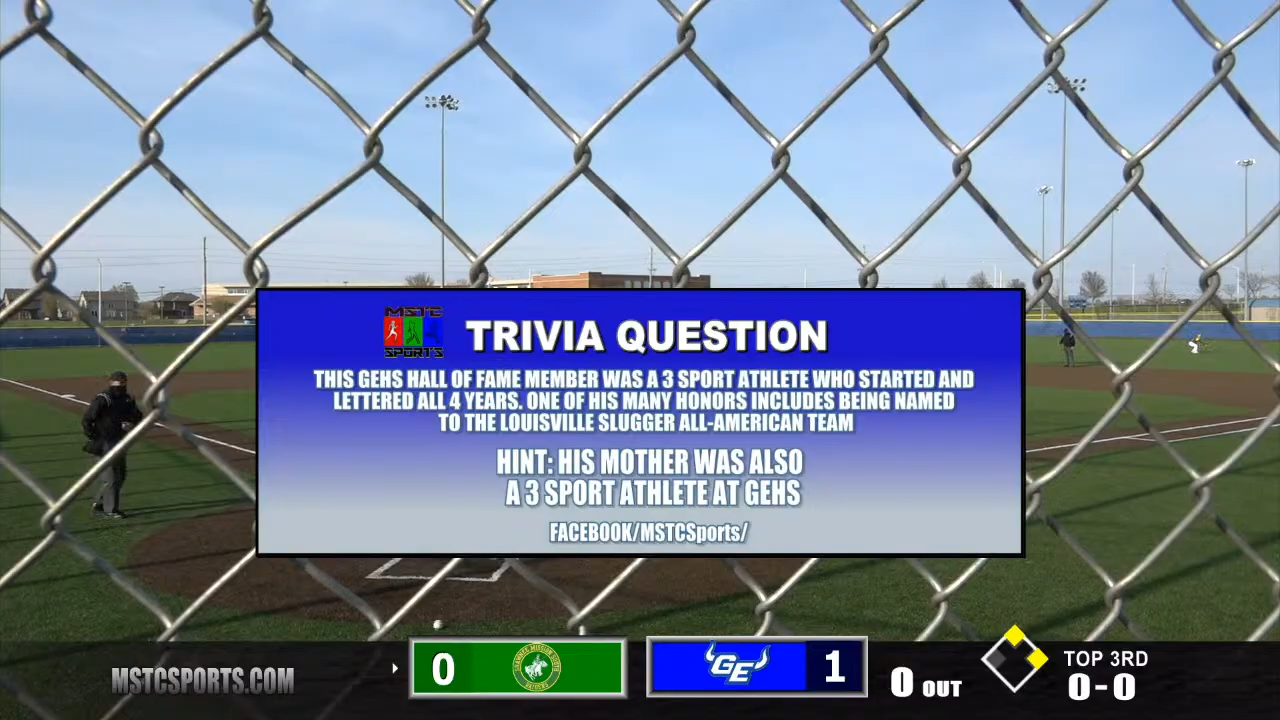 MSTC
SPORTS
TRIVIA QUESTION
THIS GEHS HALL OF FAME MEMBER WAS A 3 SPORT ATHLETE WHO STARTED AND
LETTERED ALL 4 YEARS. ONE OF HIS MANY HONORS INCLUDES BEING NAMED
TO THE LOUISVILLE SLUGGER ALL-AMERICAN TEAM
HINT: HIS MOTHER WAS ALSO
A 3 SPORT ATHLETE AT GEHS
FACEBOOK/MSTCSports/
MSTCSPORTS.COM
0
GE
1
0 OUT
TOP 3RD
0-0